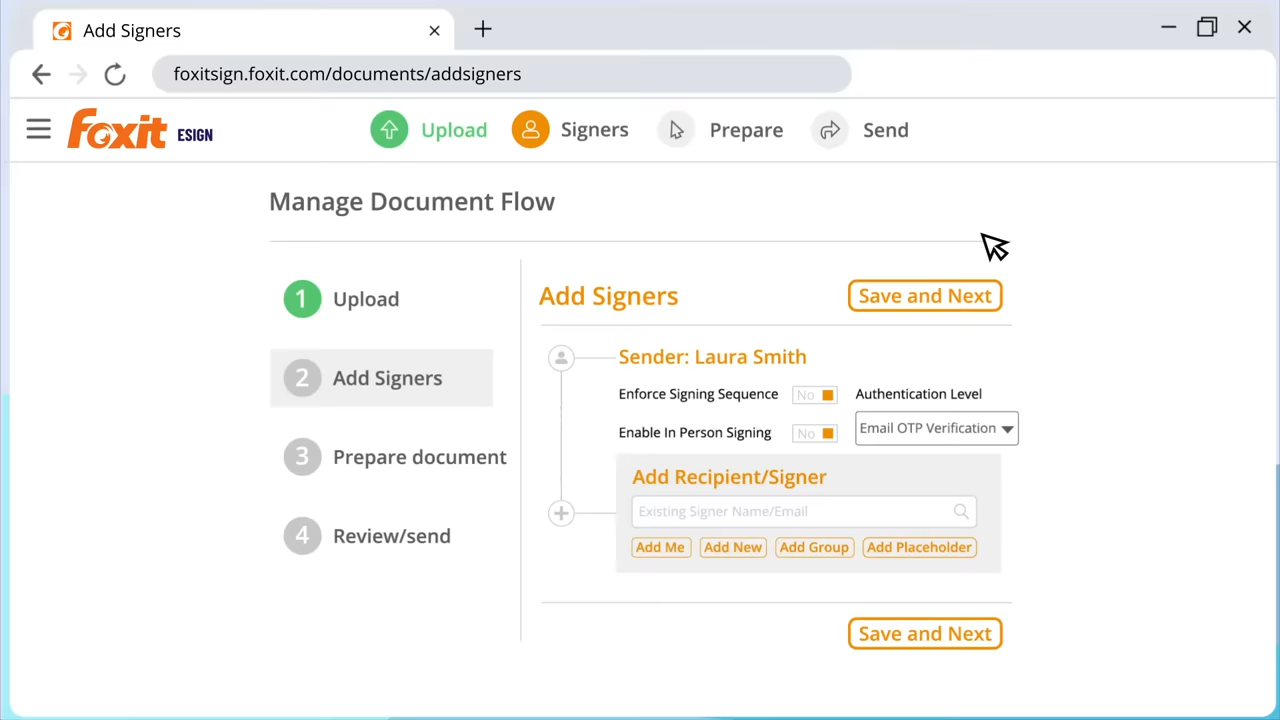 Add Signers
foxitsign.foxit.com/documents/addsigners
foxit ESIGN
Upload
Signers
Prepare
Send
Manage Document Flow
1 Upload
2 Add Signers
3 Prepare document
4 Review/send
Add Signers
Save and Next
Sender: Laura Smith
Enforce Signing Sequence No
Authentication Level
Enable In Person Signing No
Email OTP Verification
Add Recipient/Signer
Existing Signer Name/Email
Add Me
Add New
Add Group
Add Placeholder
Save and Next